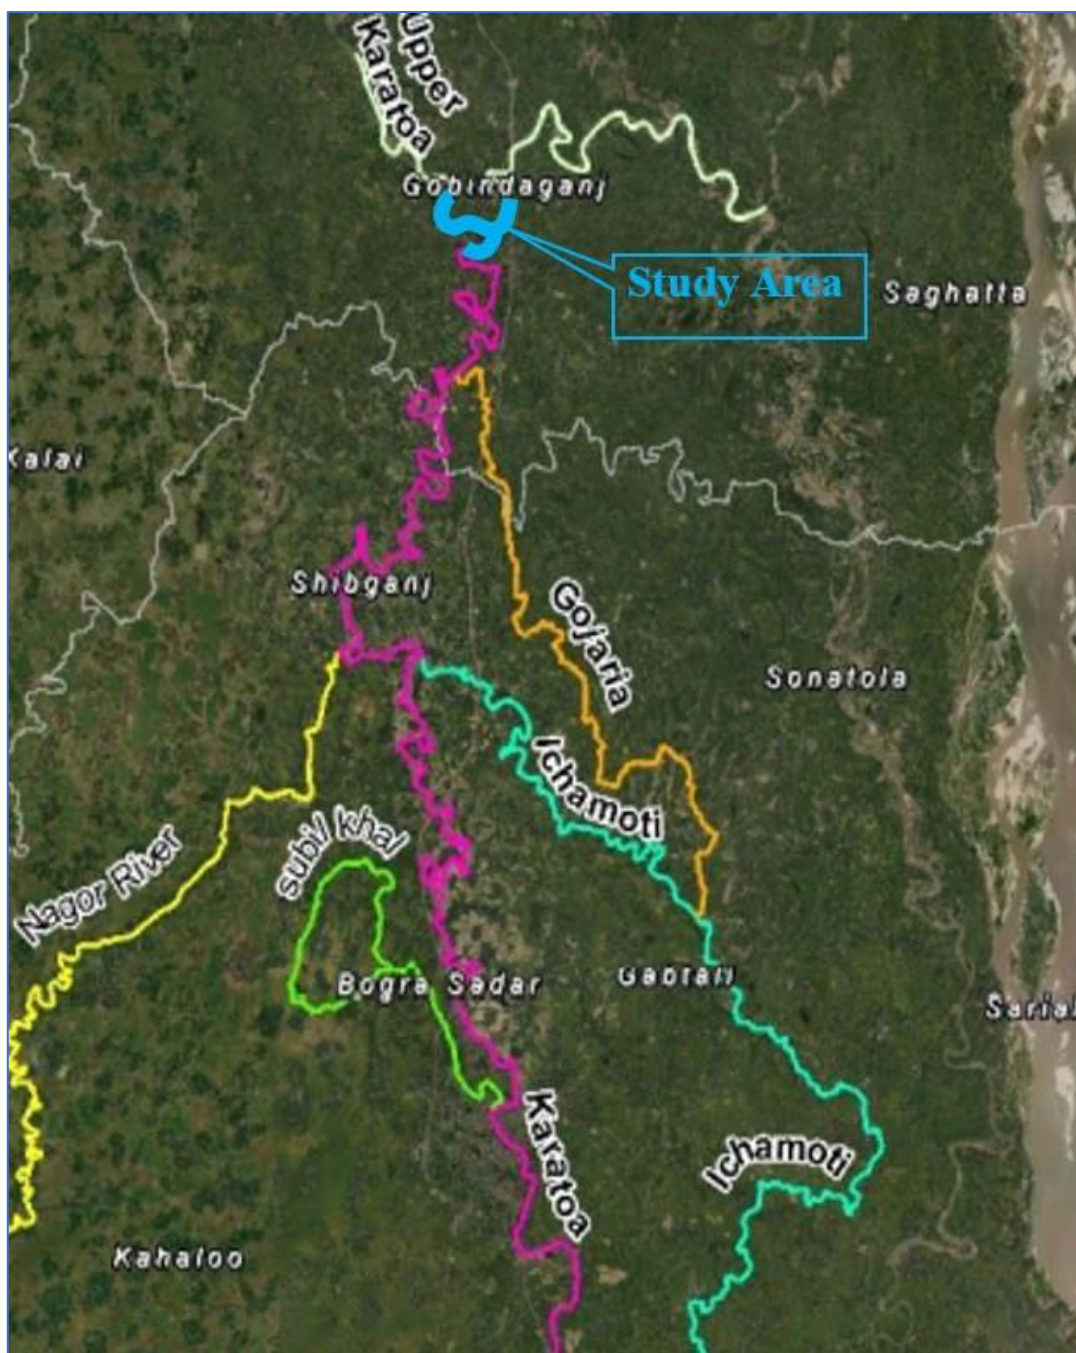 Upper
Karatoa
Gobindaganj
Study Area
Saghatta
Kalai
Shibganj
Gojaria
Sonatola
Ichamoti
subil khal
Nagor River
Bogra Sadar
Gabtali
Karatoa
Ichamoti
Kahaloo